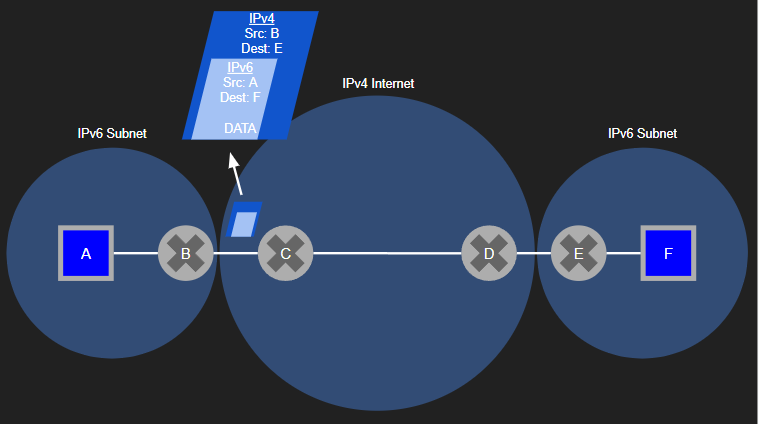 IPv4
Src: B
Dest: E
IPv6
Src: A
Dest: F
DATA
IPv4 Internet
IPv6 Subnet
IPv6 Subnet
A
B
C
D
E
F